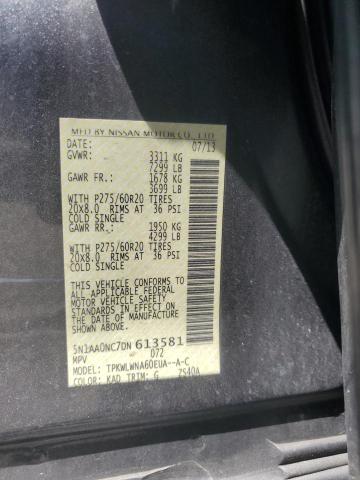 MFD BY NISSAN MOTOR CO., LTD.
DATE: 07/13
GVWR: 3311 KG
7299 LB
GAWR FR.: 1678 KG
3699 LB
WITH P275/60R20 TIRES
20X8.0 RIMS AT 36 PSI
COLD SINGLE
GAWR RR.: 1950 KG
4299 LB
WITH P275/60R20 TIRES
20X8.0 RIMS AT 36 PSI
COLD SINGLE
THIS VEHICLE CONFORMS TO
ALL APPLICABLE FEDERAL
MOTOR VEHICLE SAFETY
STANDARDS IN EFFECT ON
THE DATE OF MANUFACTURE
SHOWN ABOVE.
5N1AA0NC7DN613581
MPV 072
MODEL: TPKWLWNA60EUA--A-C
COLOR: KAD TRIM: G ZS40A